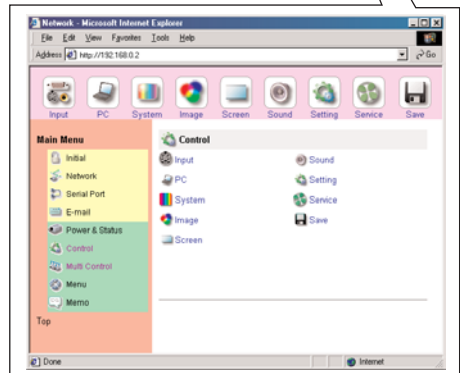 Network - Microsoft Internet Explorer
File Edit View Favorites Tools Help
Address http://192.168.0.2 Go
Input PC System Image Screen Sound Setting Service Save
Main Menu
Initial
Network
Serial Port
E-mail
Power & Status
Control
Multi Control
Menu
Memo
Top
Control
Input Sound
PC Setting
System Service
Image Save
Screen
Done Internet